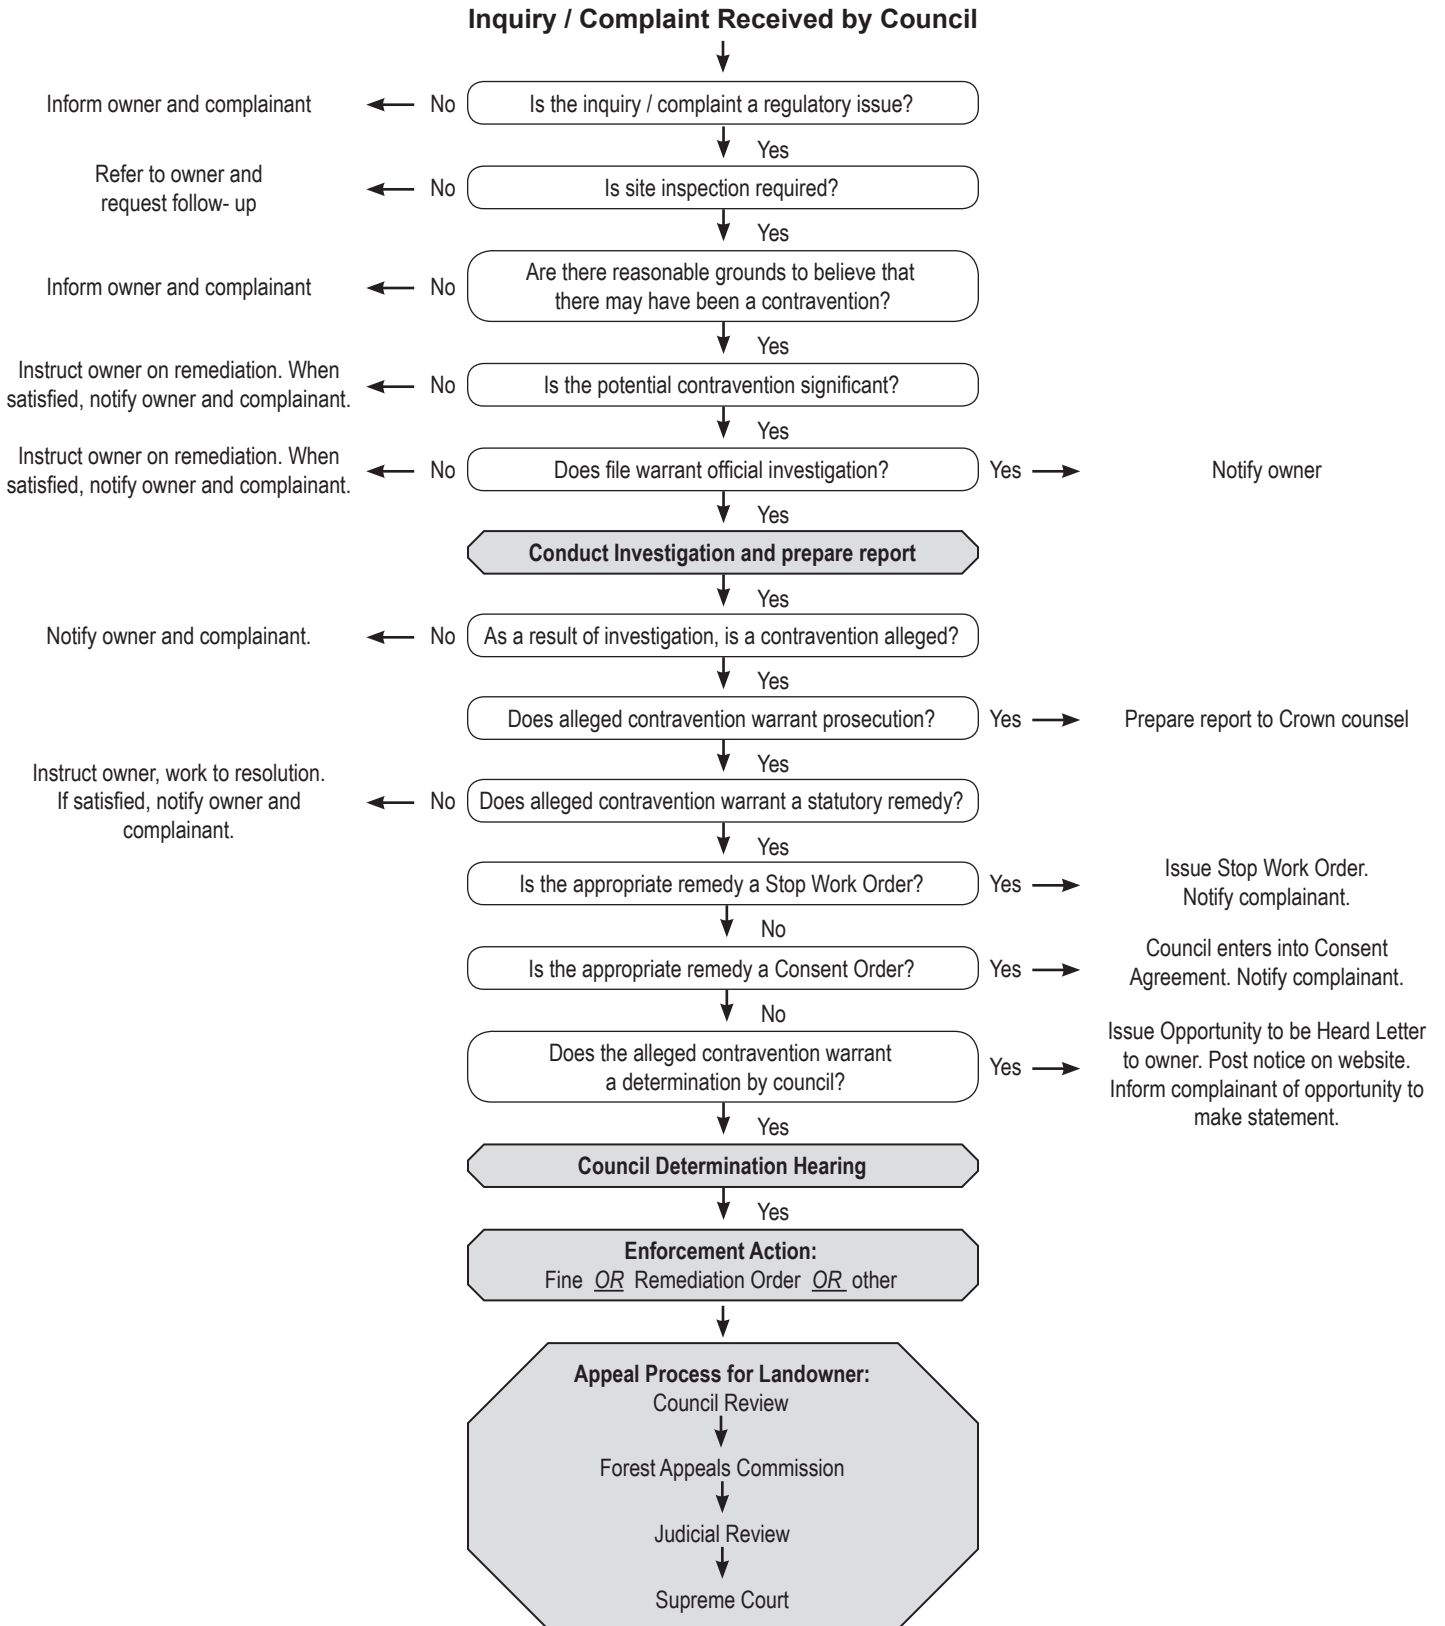 Inquiry / Complaint Received by Council
Inform owner and complainant
No
Is the inquiry / complaint a regulatory issue?
Yes
Refer to owner and
request follow- up
No
Is site inspection required?
Yes
Inform owner and complainant
No
Are there reasonable grounds to believe that
there may have been a contravention?
Yes
Instruct owner on remediation. When
satisfied, notify owner and complainant.
No
Is the potential contravention significant?
Yes
Instruct owner on remediation. When
satisfied, notify owner and complainant.
No
Does file warrant official investigation?
Yes
Notify owner
Yes
Conduct Investigation and prepare report
Yes
Notify owner and complainant.
No
As a result of investigation, is a contravention alleged?
Yes
Does alleged contravention warrant prosecution?
Yes
Prepare report to Crown counsel
Yes
Instruct owner, work to resolution.
If satisfied, notify owner and
complainant.
No
Does alleged contravention warrant a statutory remedy?
Yes
Is the appropriate remedy a Stop Work Order?
Yes
Issue Stop Work Order.
Notify complainant.
No
Is the appropriate remedy a Consent Order?
Yes
Council enters into Consent
Agreement. Notify complainant.
No
Does the alleged contravention warrant
a determination by council?
Yes
Issue Opportunity to be Heard Letter
to owner. Post notice on website.
Inform complainant of opportunity to
make statement.
Yes
Council Determination Hearing
Yes
Enforcement Action:
Fine OR Remediation Order OR other
Appeal Process for Landowner:
Council Review
Forest Appeals Commission
Judicial Review
Supreme Court